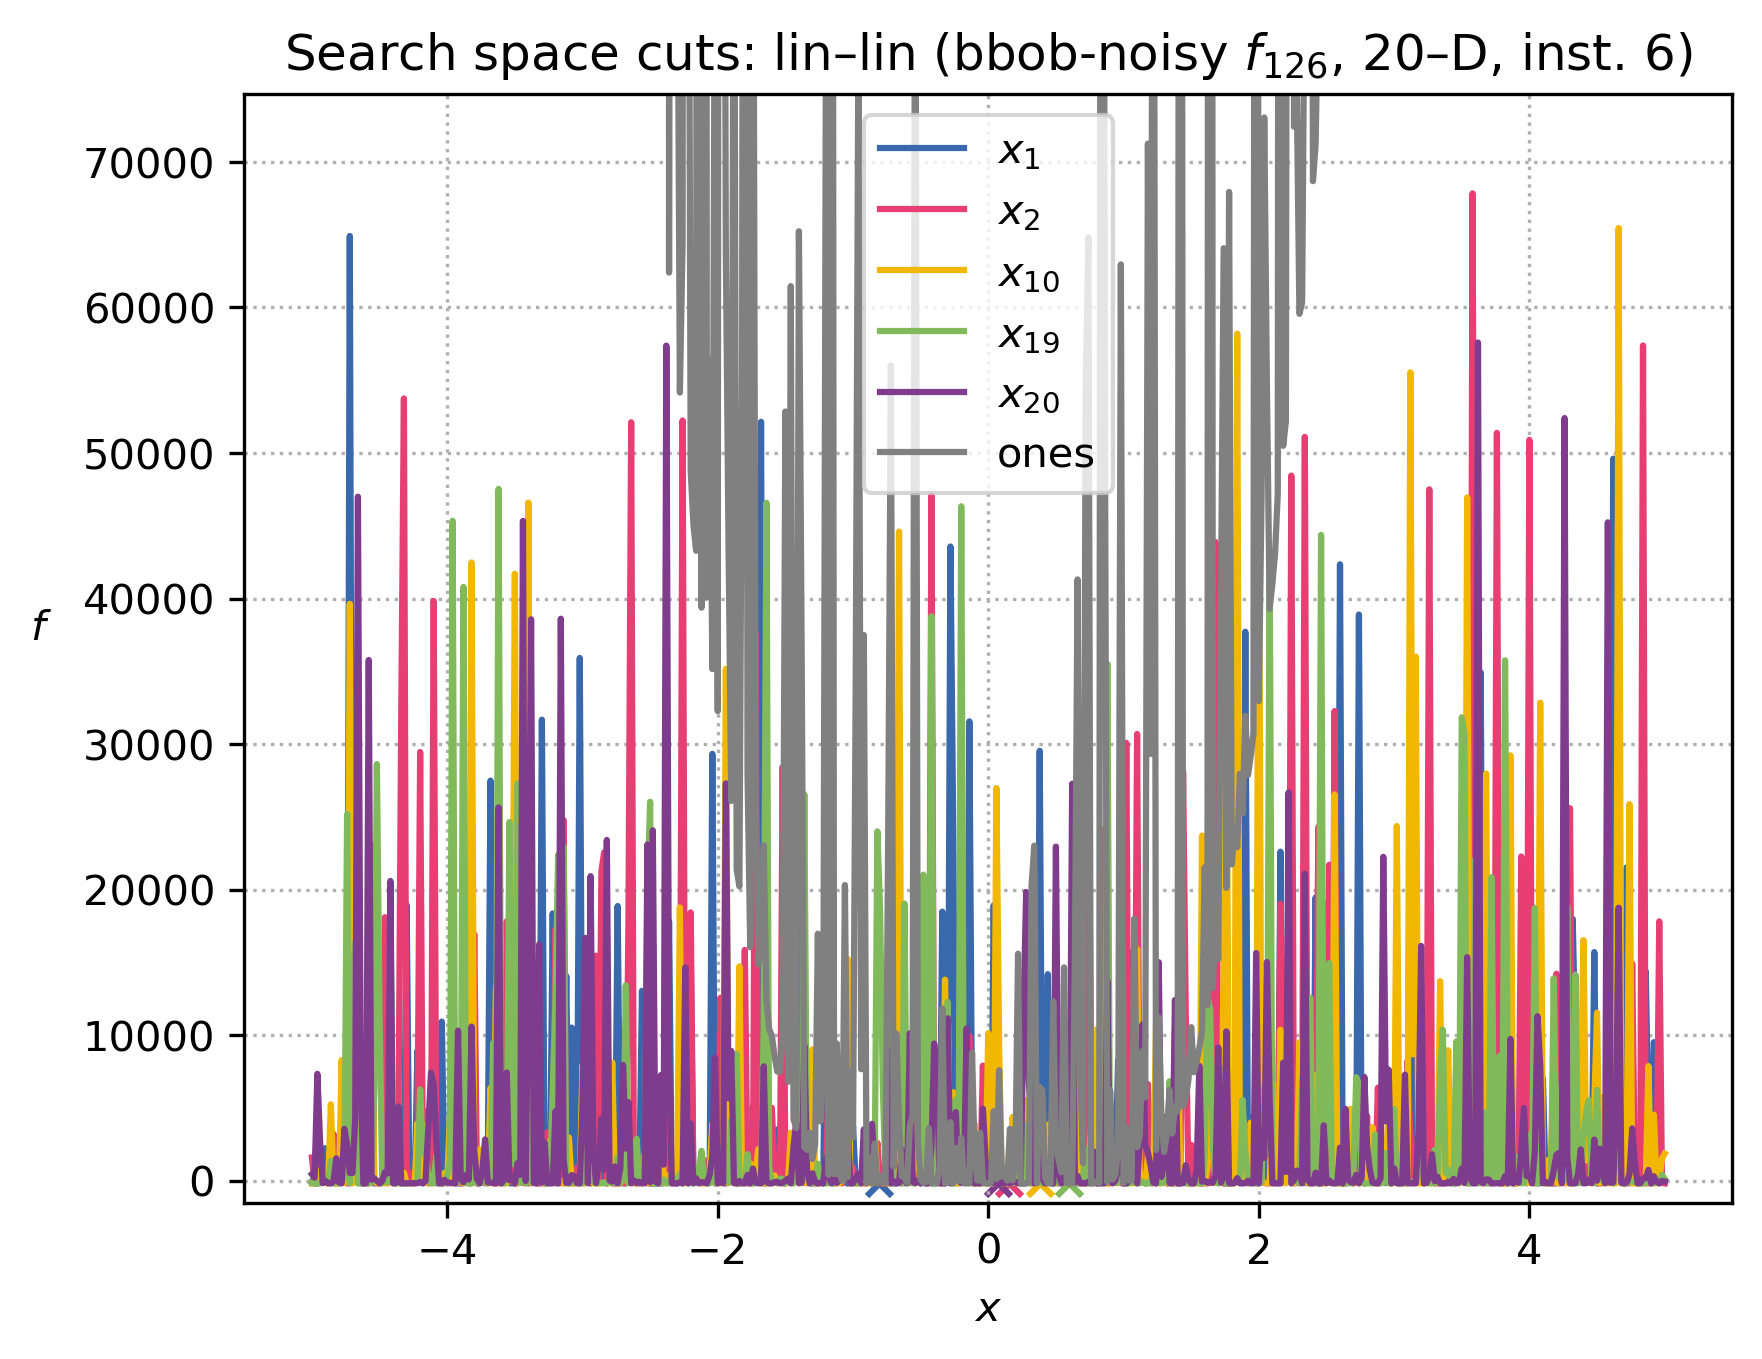 Search space cuts: lin–lin (bbob-noisy f126, 20–D, inst. 6)
70000
60000
50000
40000
30000
20000
10000
0
f
x1
x2
x10
x19
x20
ones
−4
−2
0
2
4
x